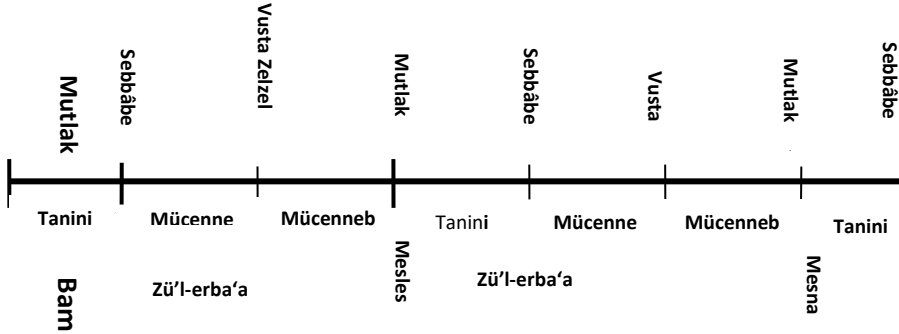 Mutlak
Sebbâbe
Vusta Zelzel
Mutlak
Sebbâbe
Vusta
Mutlak
Sebbâbe
Tanini
Mücenne
Mücenneb
Tanini
Mücenne
Mücenneb
Tanini
Bam
Zü'l-erba‘a
Mesles
Zü'l-erba‘a
Mesna